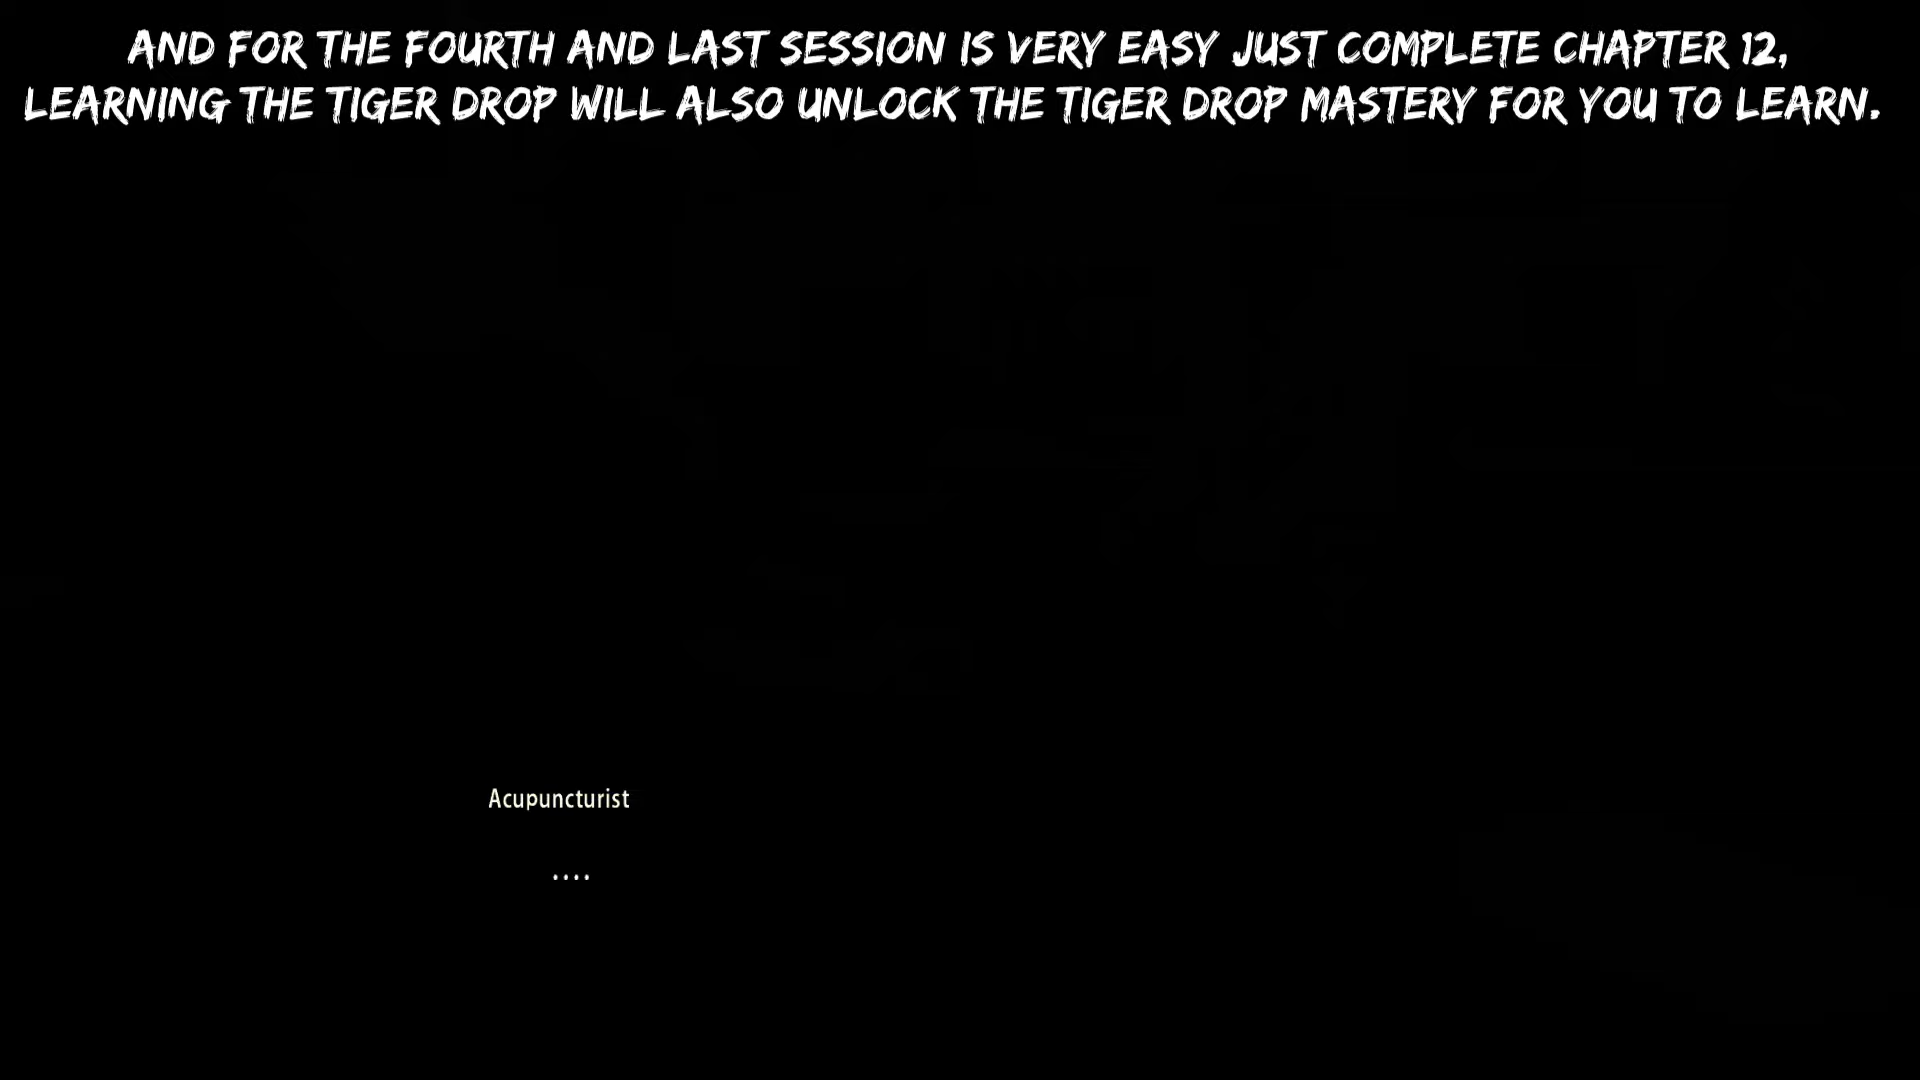 AND FOR THE FOURTH AND LAST SESSION IS VERY EASY JUST COMPLETE CHAPTER 12,
LEARNING THE TIGER DROP WILL ALSO UNLOCK THE TIGER DROP MASTERY FOR YOU TO LEARN.
Acupuncturist
....